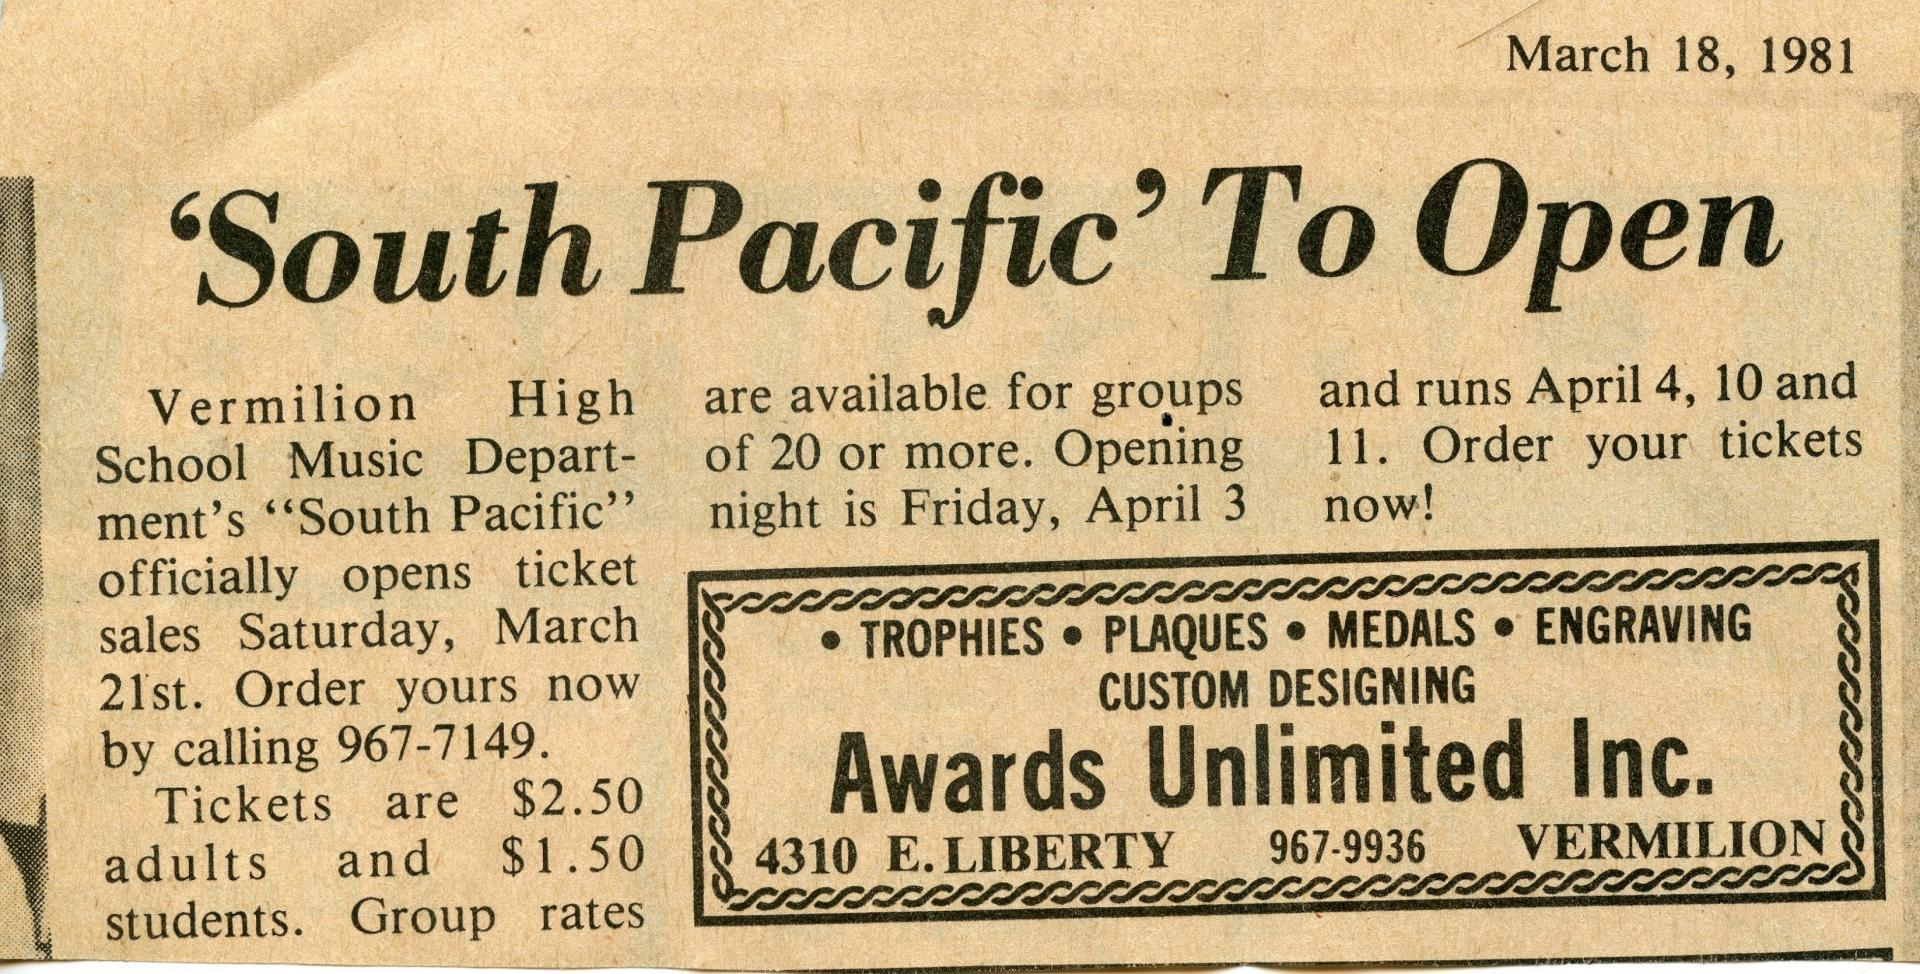 March 18, 1981
‘South Pacific’ To Open
Vermilion High
School Music Depart-
ment's ‘‘South Pacific’’
officially opens ticket
sales Saturday, March
21st. Order yours now
by calling 967-7149.
Tickets are $2.50
adults and $1.50
students. Group rates
are available for groups
of 20 or more. Opening
night is Friday, April 3
and runs April 4, 10 and
11. Order your tickets
now!
• TROPHIES • PLAQUES • MEDALS • ENGRAVING
CUSTOM DESIGNING
Awards Unlimited Inc.
4310 E. LIBERTY 967-9936 VERMILION